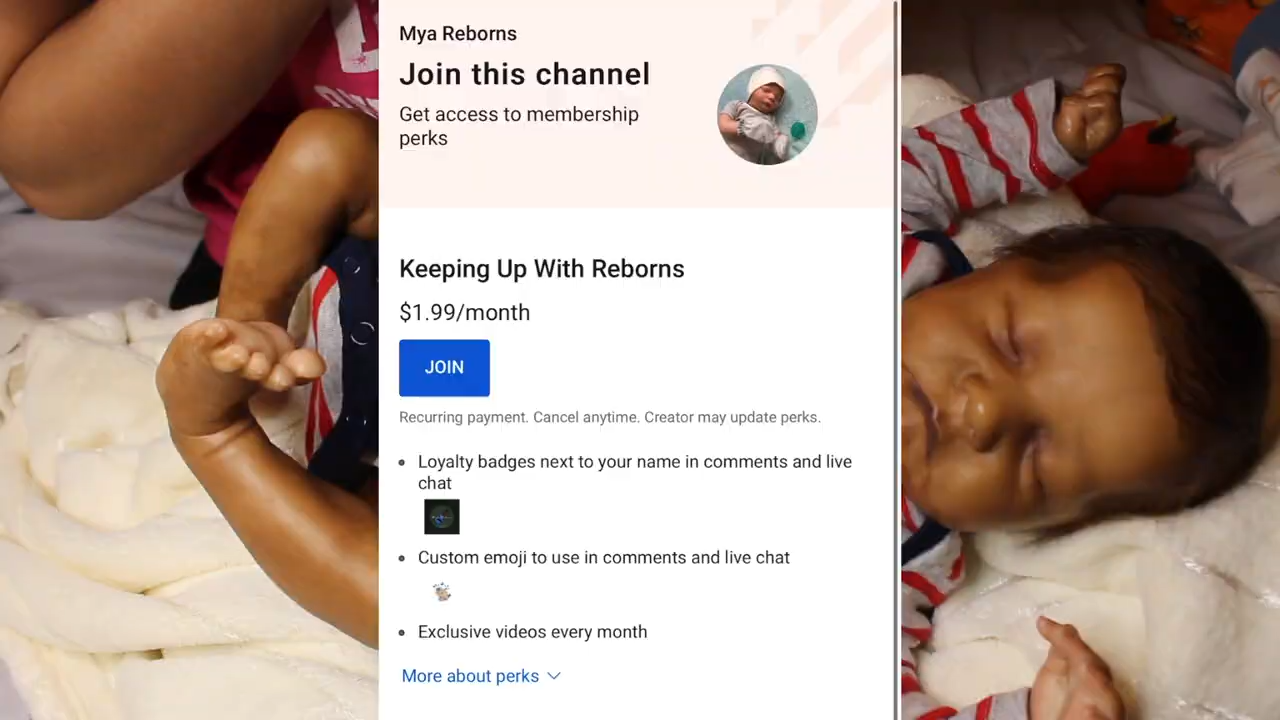 Mya Reborns
Join this channel
Get access to membership
perks
Keeping Up With Reborns
$1.99/month
JOIN
Recurring payment. Cancel anytime. Creator may update perks.
Loyalty badges next to your name in comments and live
chat
Custom emoji to use in comments and live chat
Exclusive videos every month
More about perks